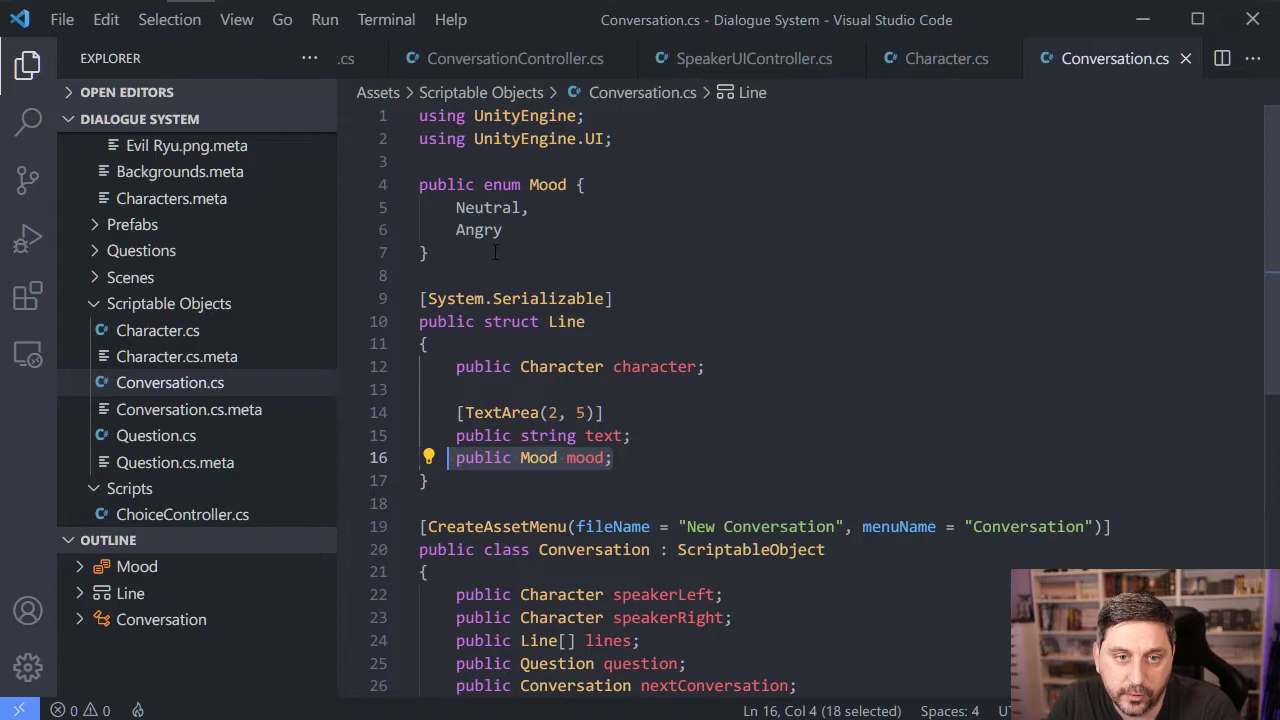 File Edit Selection View Go Run Terminal Help Conversation.cs - Dialogue System - Visual Studio Code
EXPLORER
.cs ConversationController.cs SpeakerUIController.cs Character.cs Conversation.cs
OPEN EDITORS
DIALOGUE SYSTEM
Evil Ryu.png.meta
Backgrounds.meta
Characters.meta
Prefabs
Questions
Scenes
Scriptable Objects
Character.cs
Character.cs.meta
Conversation.cs
Conversation.cs.meta
Question.cs
Question.cs.meta
Scripts
ChoiceController.cs
OUTLINE
Mood
Line
Conversation
Assets > Scriptable Objects > Conversation.cs > Line
1 using UnityEngine;
2 using UnityEngine.UI;
3
4 public enum Mood {
5 Neutral,
6 Angry
7 }
8
9 [System.Serializable]
10 public struct Line
11 {
12 public Character character;
13
14 [TextArea(2, 5)]
15 public string text;
16 public Mood mood;
17 }
18
19 [CreateAssetMenu(fileName = "New Conversation", menuName = "Conversation")]
20 public class Conversation : ScriptableObject
21 {
22 public Character speakerLeft;
23 public Character speakerRight;
24 public Line[] lines;
25 public Question question;
26 public Conversation nextConversation;
0 0 Ln 16, Col 4 (18 selected) Spaces: 4